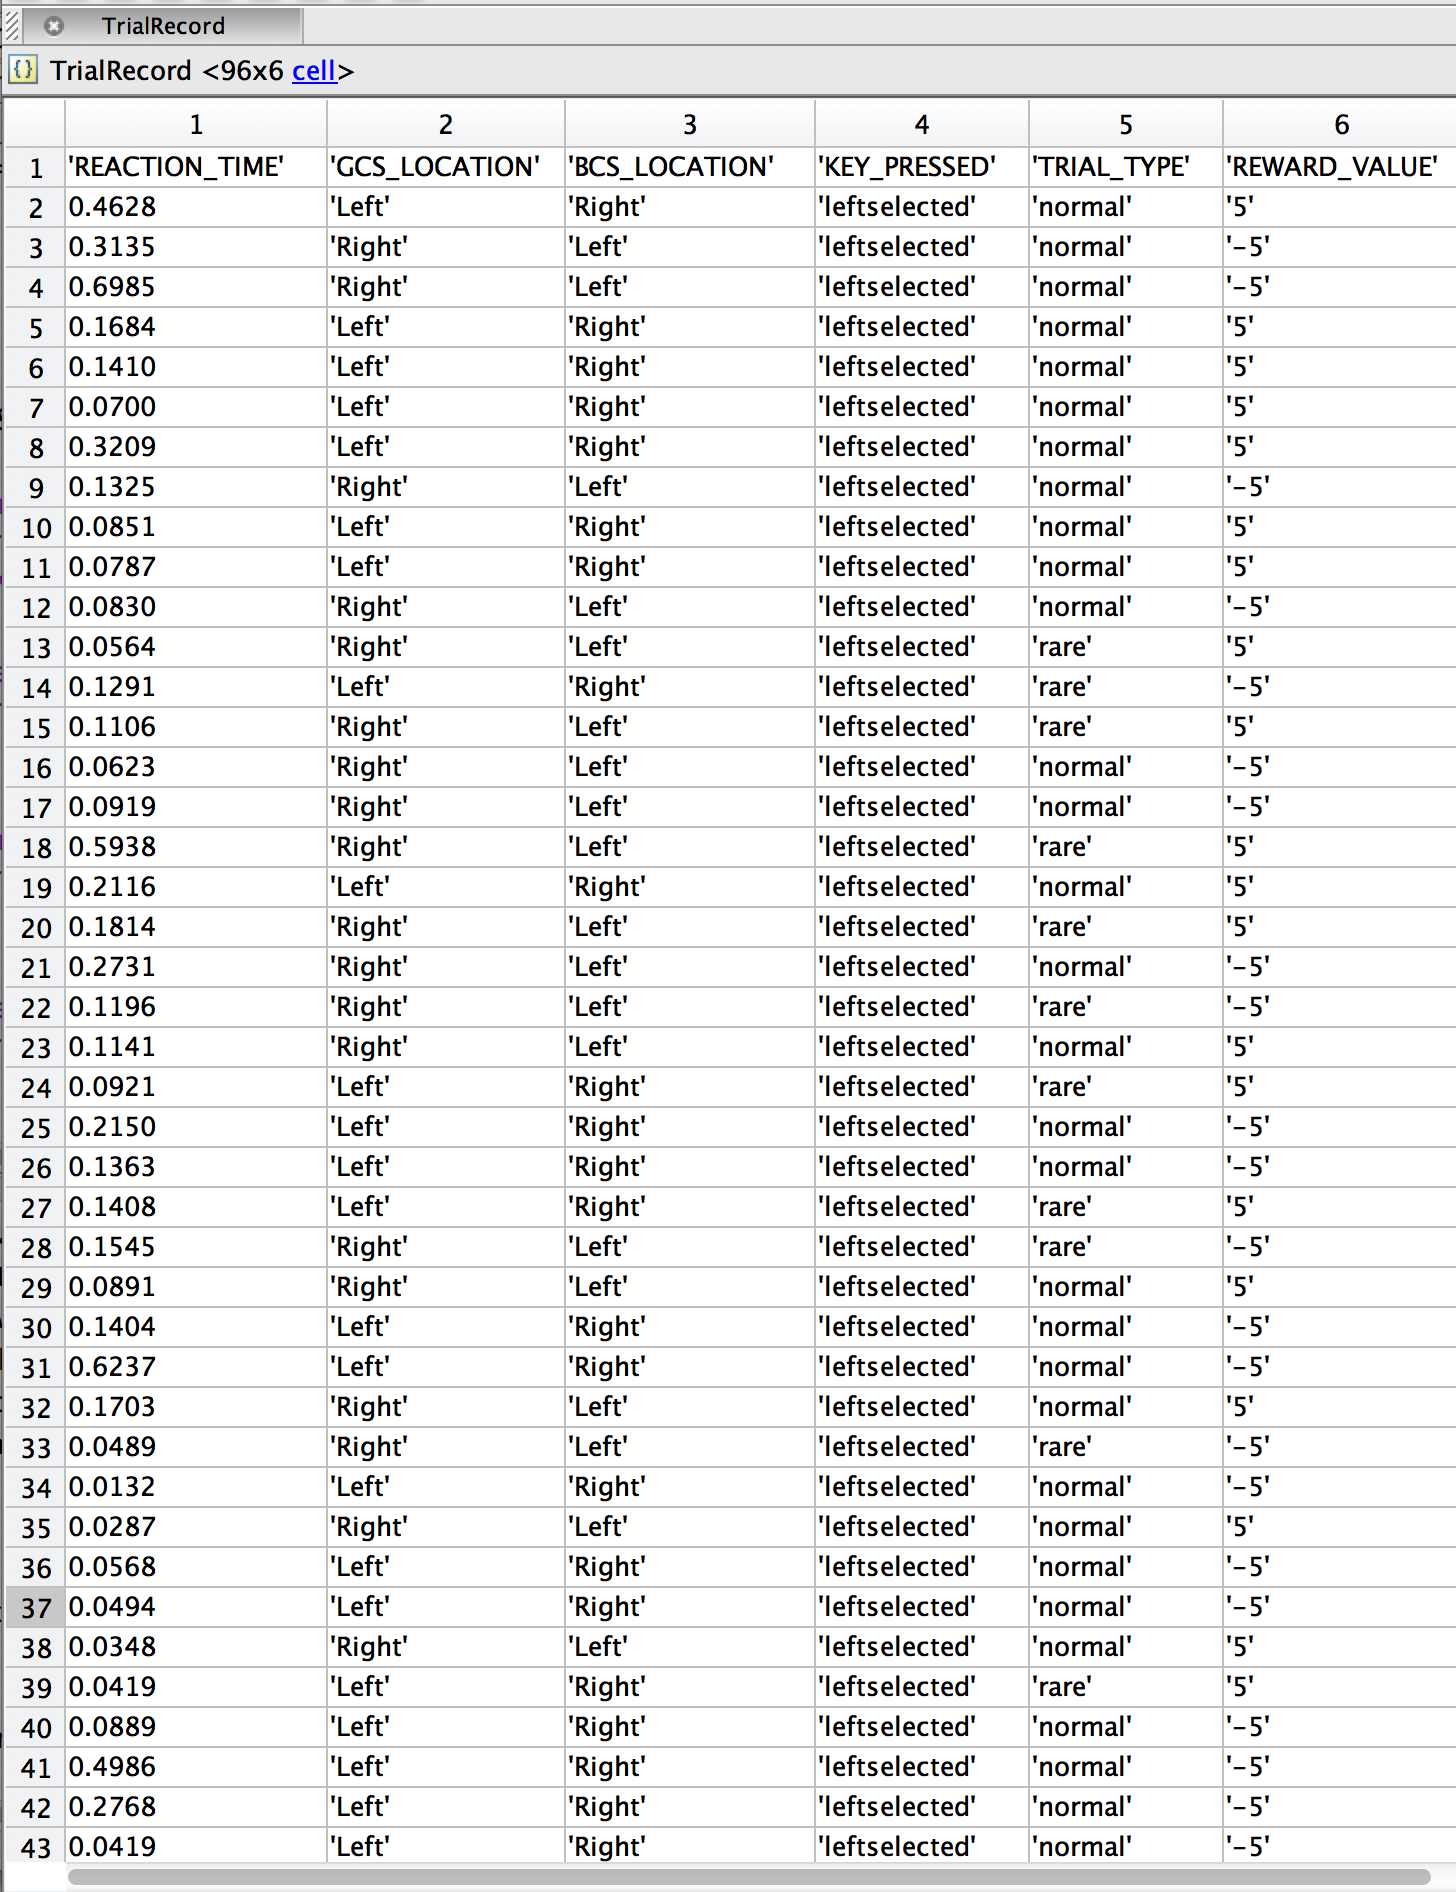 TrialRecord
{} TrialRecord <96x6 cell>
1 2 3 4 5 6
1 'REACTION_TIME' 'GCS_LOCATION' 'BCS_LOCATION' 'KEY_PRESSED' 'TRIAL_TYPE' 'REWARD_VALUE'
2 0.4628 'Left' 'Right' 'leftselected' 'normal' '5'
3 0.3135 'Right' 'Left' 'leftselected' 'normal' '-5'
4 0.6985 'Right' 'Left' 'leftselected' 'normal' '-5'
5 0.1684 'Left' 'Right' 'leftselected' 'normal' '5'
6 0.1410 'Left' 'Right' 'leftselected' 'normal' '5'
7 0.0700 'Left' 'Right' 'leftselected' 'normal' '5'
8 0.3209 'Left' 'Right' 'leftselected' 'normal' '5'
9 0.1325 'Right' 'Left' 'leftselected' 'normal' '-5'
10 0.0851 'Left' 'Right' 'leftselected' 'normal' '5'
11 0.0787 'Left' 'Right' 'leftselected' 'normal' '5'
12 0.0830 'Right' 'Left' 'leftselected' 'normal' '-5'
13 0.0564 'Right' 'Left' 'leftselected' 'rare' '5'
14 0.1291 'Left' 'Right' 'leftselected' 'rare' '-5'
15 0.1106 'Right' 'Left' 'leftselected' 'rare' '5'
16 0.0623 'Right' 'Left' 'leftselected' 'normal' '-5'
17 0.0919 'Right' 'Left' 'leftselected' 'normal' '-5'
18 0.5938 'Right' 'Left' 'leftselected' 'rare' '5'
19 0.2116 'Left' 'Right' 'leftselected' 'normal' '5'
20 0.1814 'Right' 'Left' 'leftselected' 'rare' '5'
21 0.2731 'Right' 'Left' 'leftselected' 'normal' '-5'
22 0.1196 'Right' 'Left' 'leftselected' 'rare' '-5'
23 0.1141 'Right' 'Left' 'leftselected' 'normal' '5'
24 0.0921 'Left' 'Right' 'leftselected' 'rare' '5'
25 0.2150 'Left' 'Right' 'leftselected' 'normal' '-5'
26 0.1363 'Left' 'Right' 'leftselected' 'normal' '-5'
27 0.1408 'Left' 'Right' 'leftselected' 'rare' '5'
28 0.1545 'Right' 'Left' 'leftselected' 'rare' '-5'
29 0.0891 'Right' 'Left' 'leftselected' 'normal' '5'
30 0.1404 'Left' 'Right' 'leftselected' 'normal' '-5'
31 0.6237 'Left' 'Right' 'leftselected' 'normal' '-5'
32 0.1703 'Right' 'Left' 'leftselected' 'normal' '5'
33 0.0489 'Right' 'Left' 'leftselected' 'rare' '-5'
34 0.0132 'Left' 'Right' 'leftselected' 'normal' '-5'
35 0.0287 'Right' 'Left' 'leftselected' 'normal' '5'
36 0.0568 'Left' 'Right' 'leftselected' 'normal' '-5'
37 0.0494 'Left' 'Right' 'leftselected' 'normal' '-5'
38 0.0348 'Right' 'Left' 'leftselected' 'normal' '5'
39 0.0419 'Left' 'Right' 'leftselected' 'rare' '5'
40 0.0889 'Left' 'Right' 'leftselected' 'normal' '-5'
41 0.4986 'Left' 'Right' 'leftselected' 'normal' '-5'
42 0.2768 'Left' 'Right' 'leftselected' 'normal' '-5'
43 0.0419 'Left' 'Right' 'leftselected' 'normal' '-5'